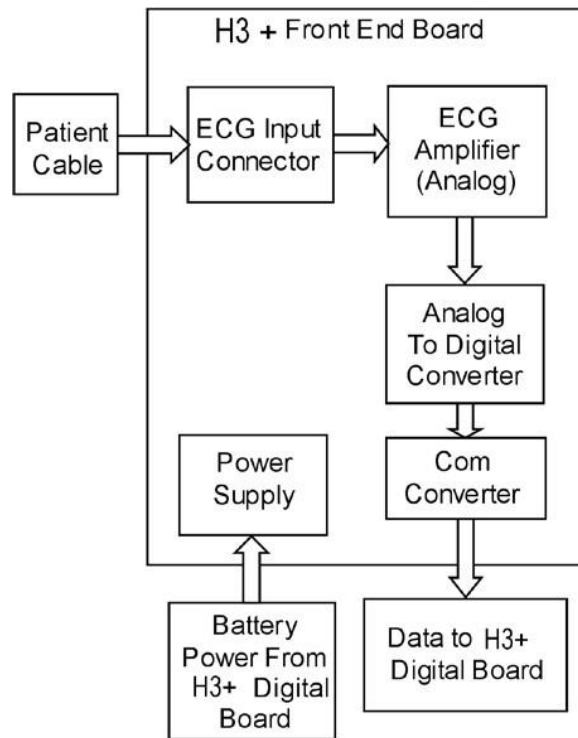 H3 + Front End Board
Patient
Cable
ECG Input
Connector
ECG
Amplifier
(Analog)
Analog
To Digital
Converter
Com
Converter
Power
Supply
Battery
Power From
H3+ Digital
Board
Data to H3+
Digital Board